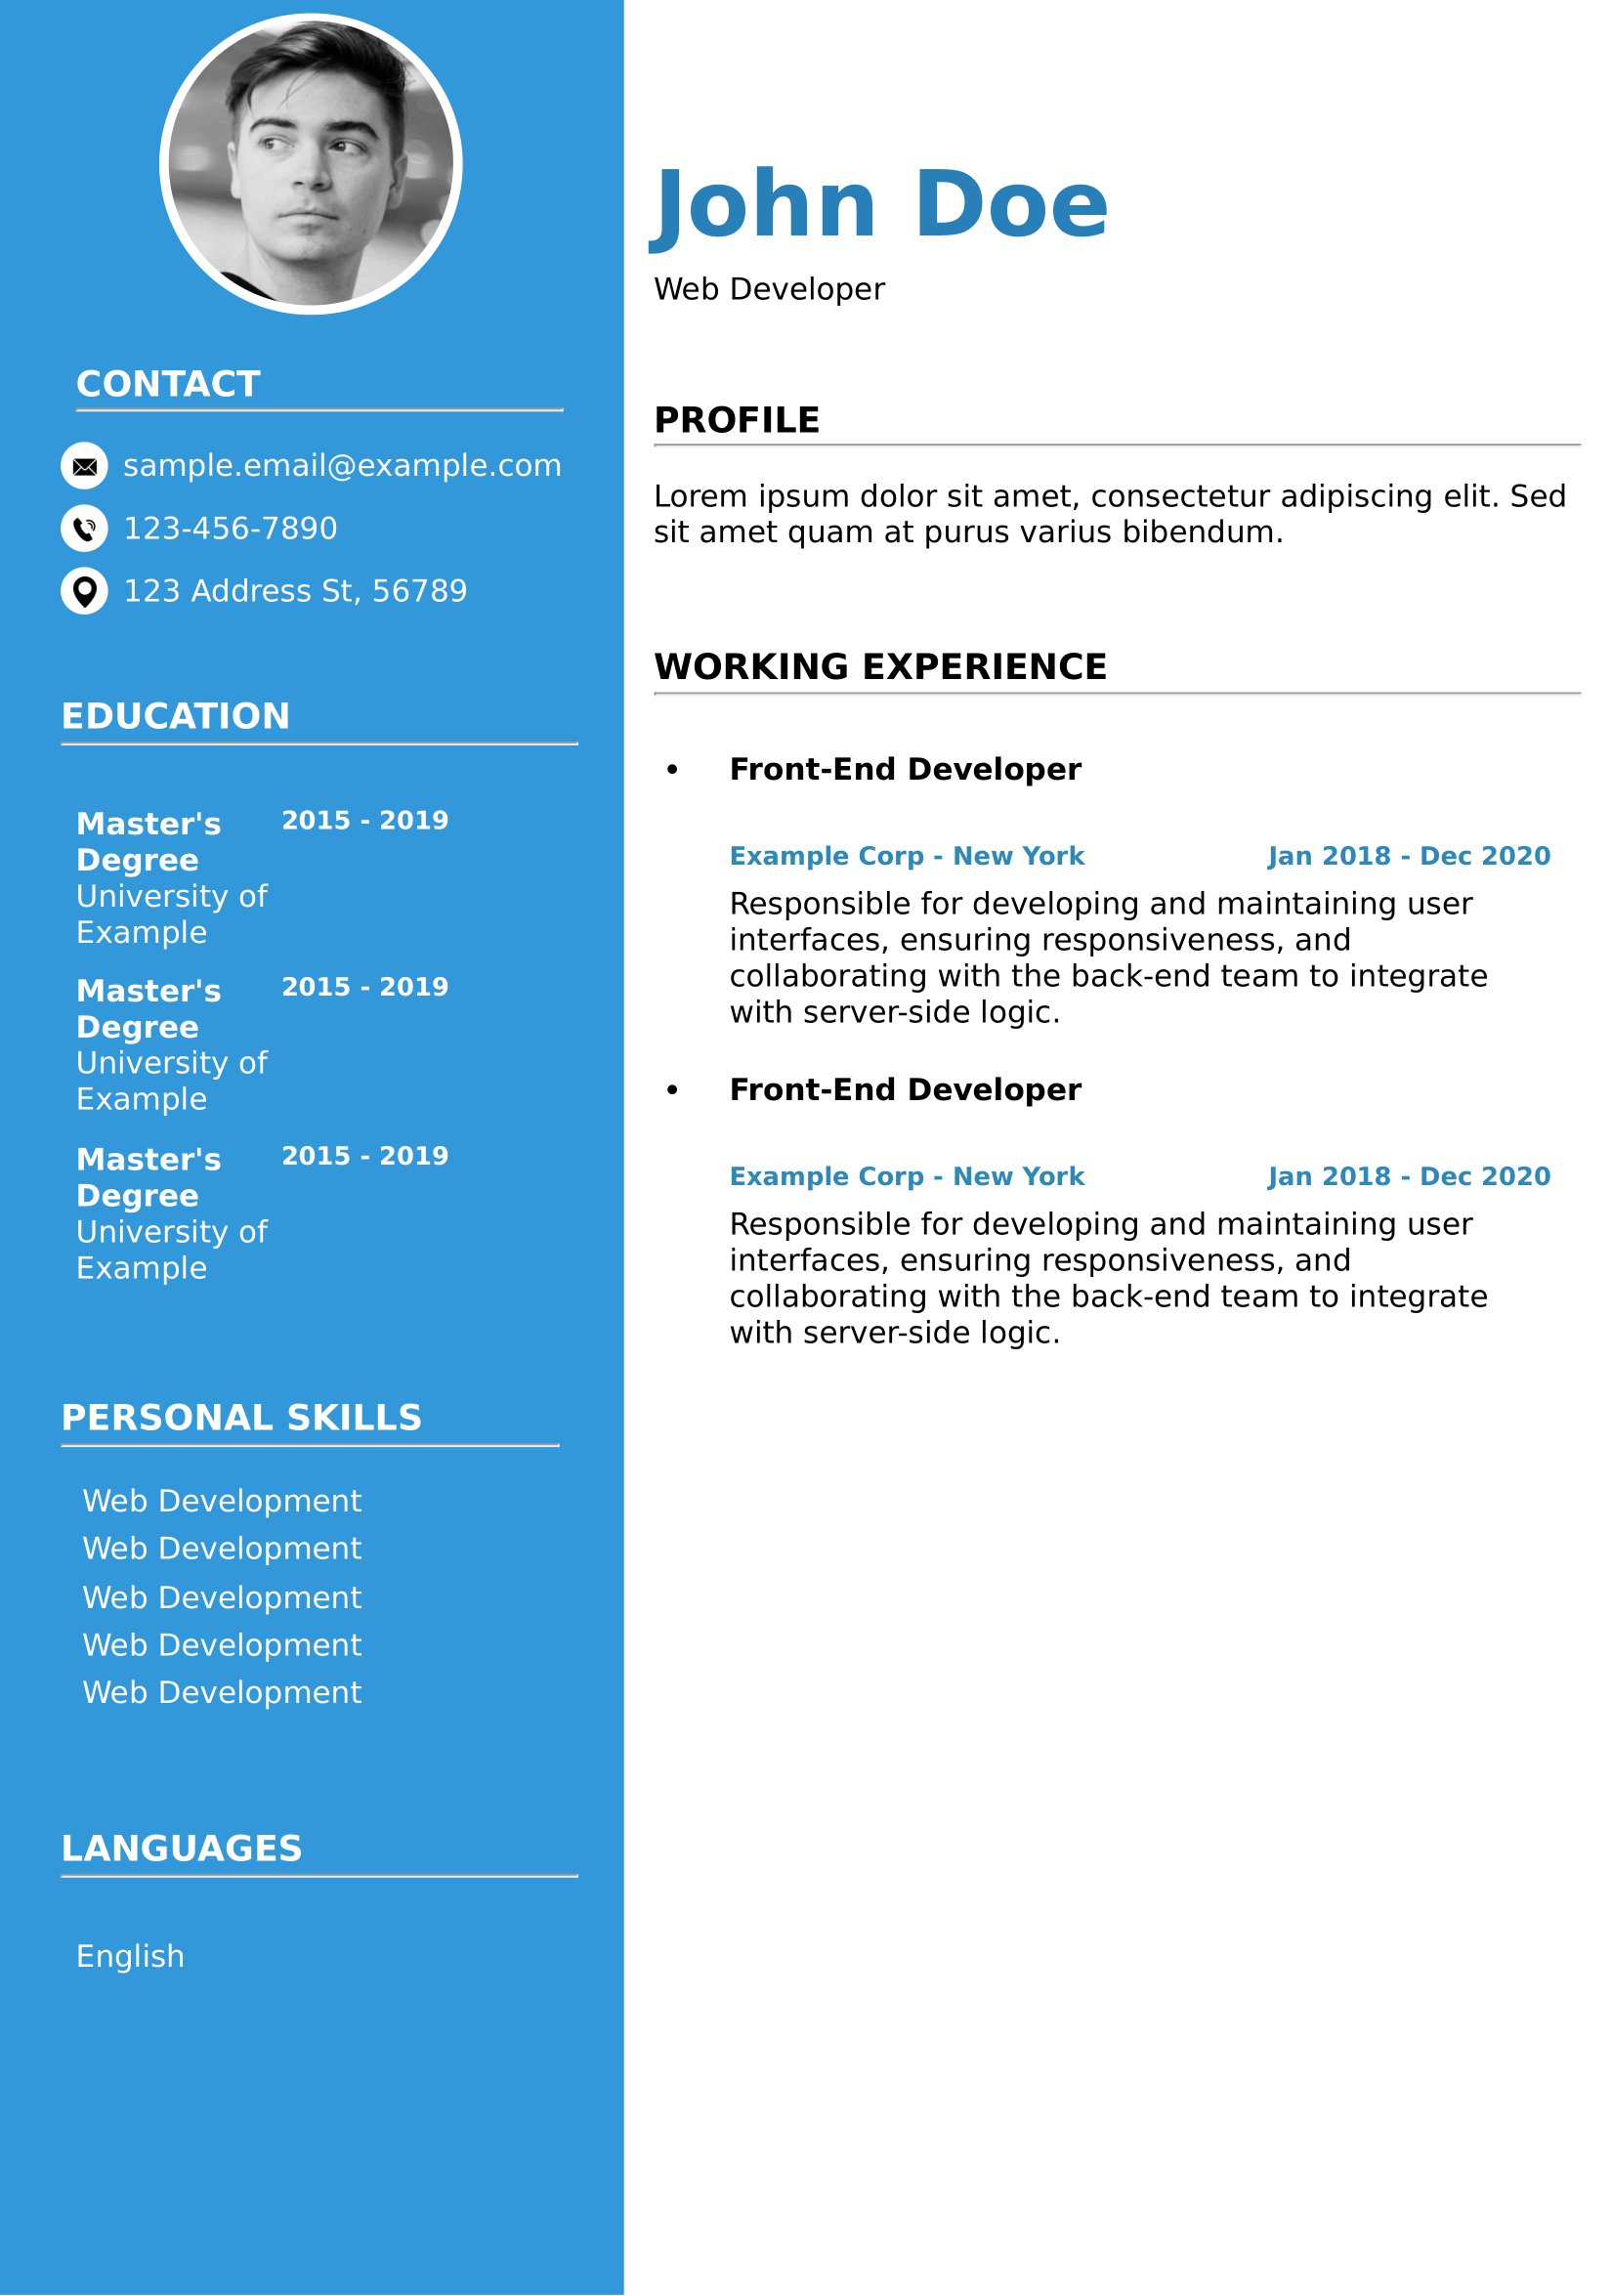 CONTACT
sample.email@example.com
123-456-7890
123 Address St, 56789
EDUCATION
Master's 2015 - 2019
Degree
University of
Example
Master's 2015 - 2019
Degree
University of
Example
Master's 2015 - 2019
Degree
University of
Example
PERSONAL SKILLS
Web Development
Web Development
Web Development
Web Development
Web Development
LANGUAGES
English
John Doe
Web Developer
PROFILE
Lorem ipsum dolor sit amet, consectetur adipiscing elit. Sed
sit amet quam at purus varius bibendum.
WORKING EXPERIENCE
• Front-End Developer
Example Corp - New York Jan 2018 - Dec 2020
Responsible for developing and maintaining user
interfaces, ensuring responsiveness, and
collaborating with the back-end team to integrate
with server-side logic.
• Front-End Developer
Example Corp - New York Jan 2018 - Dec 2020
Responsible for developing and maintaining user
interfaces, ensuring responsiveness, and
collaborating with the back-end team to integrate
with server-side logic.